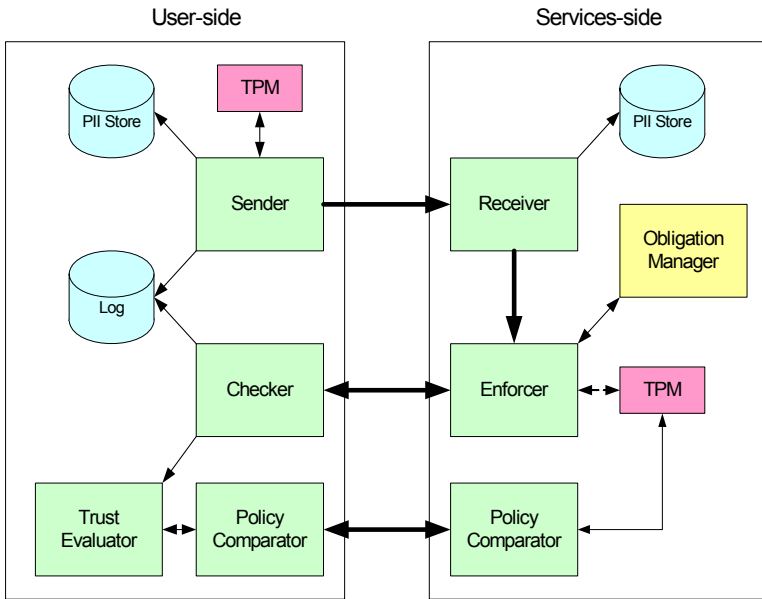 User-side
Services-side
TPM
PII Store
PII Store
Sender
Receiver
Obligation
Manager
Log
Checker
Enforcer
TPM
Trust
Evaluator
Policy
Comparator
Policy
Comparator